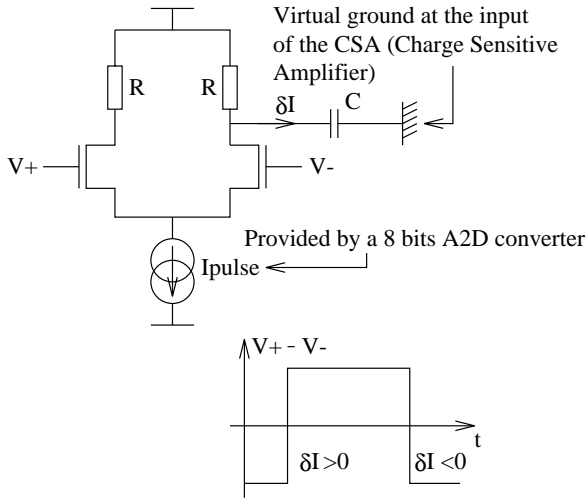 Virtual ground at the input
of the CSA (Charge Sensitive
Amplifier)
R
R
δI
C
V+
V-
Provided by a 8 bits A2D converter
Ipulse
V+ - V-
t
δI >0
δI <0